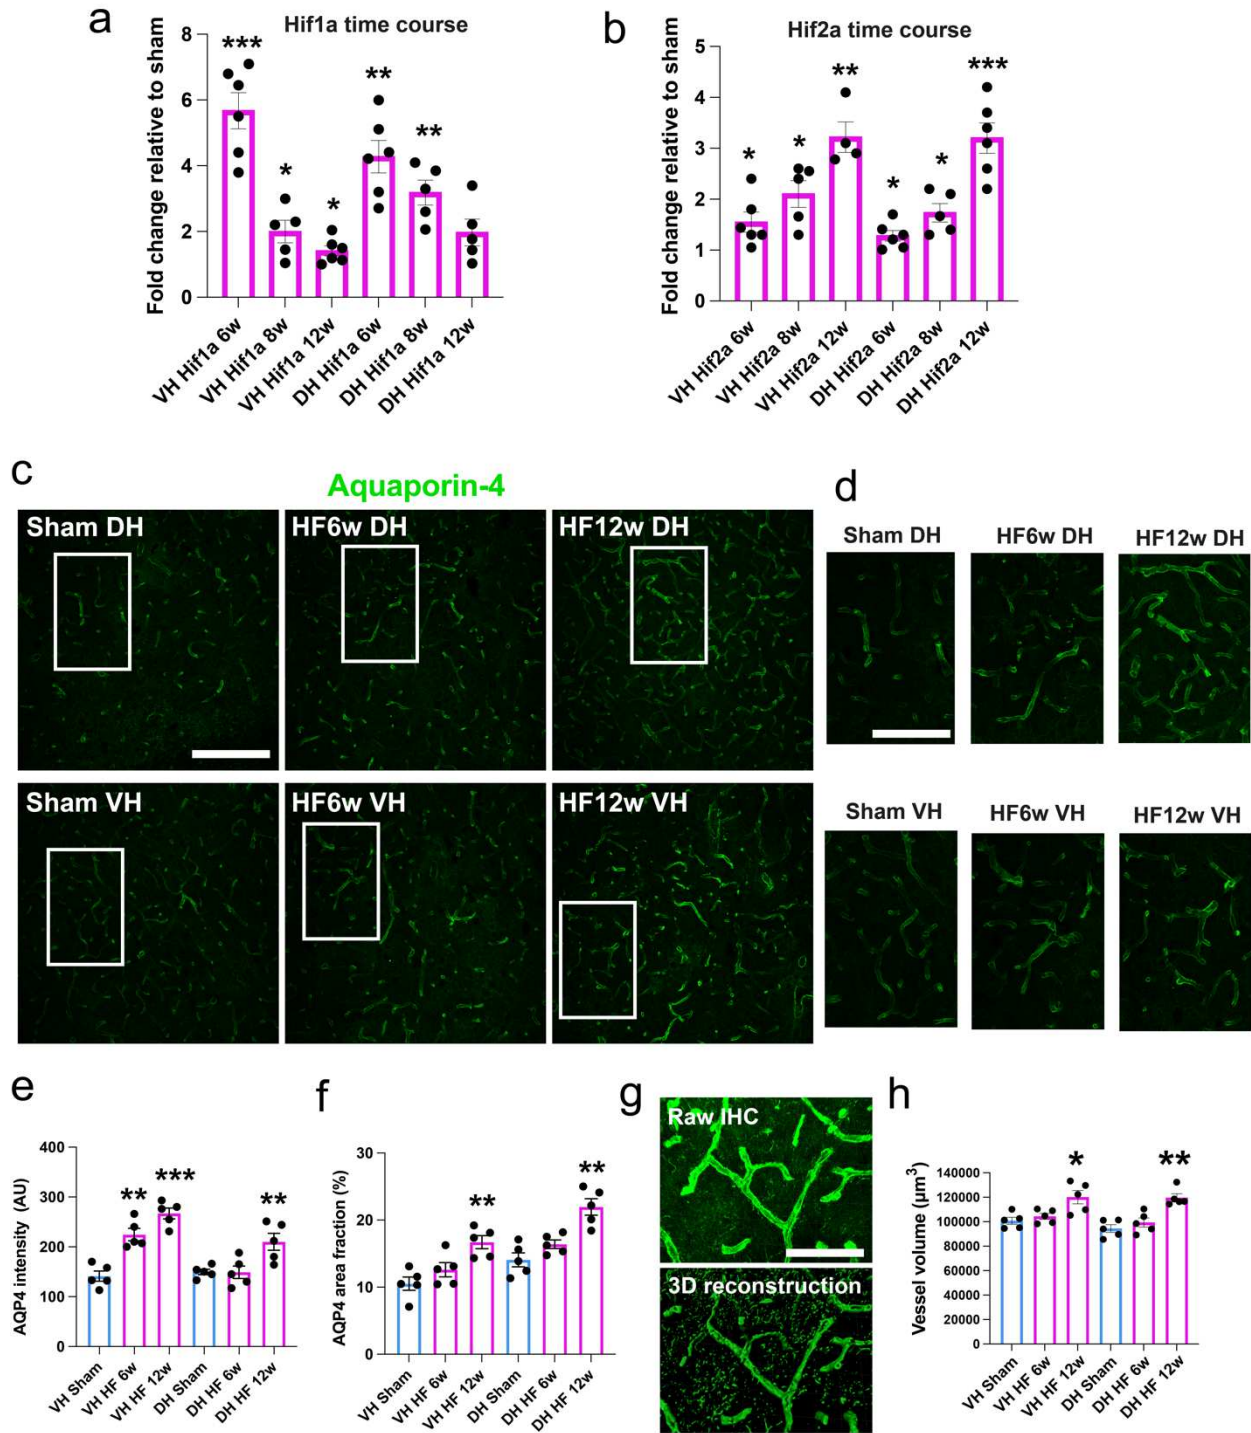 a
Hif1a time course
Fold change relative to sham
8
6
4
2
0
***
*
*
**
**
VH Hif1a 6w
VH Hif1a 8w
VH Hif1a 12w
DH Hif1a 6w
DH Hif1a 8w
DH Hif1a 12w
b
Hif2a time course
Fold change relative to sham
5
4
3
2
1
0
*
*
**
*
*
***
VH Hif2a 6w
VH Hif2a 8w
VH Hif2a 12w
DH Hif2a 6w
DH Hif2a 8w
DH Hif2a 12w
c
Aquaporin-4
Sham DH
HF6w DH
HF12w DH
Sham VH
HF6w VH
HF12w VH
d
Sham DH
HF6w DH
HF12w DH
Sham VH
HF6w VH
HF12w VH
e
AQP4 intensity (AU)
400
300
200
100
0
**
***
**
VH Sham
VH HF 6w
VH HF 12w
DH Sham
DH HF 6w
DH HF 12w
f
AQP4 area fraction (%)
30
20
10
0
**
**
VH Sham
VH HF 6w
VH HF 12w
DH Sham
DH HF 6w
DH HF 12w
g
Raw IHC
3D reconstruction
h
Vessel volume (µm³)
140000
120000
100000
80000
60000
40000
20000
0
*
**
VH Sham
VH HF 6w
VH HF 12w
DH Sham
DH HF 6w
DH HF 12w